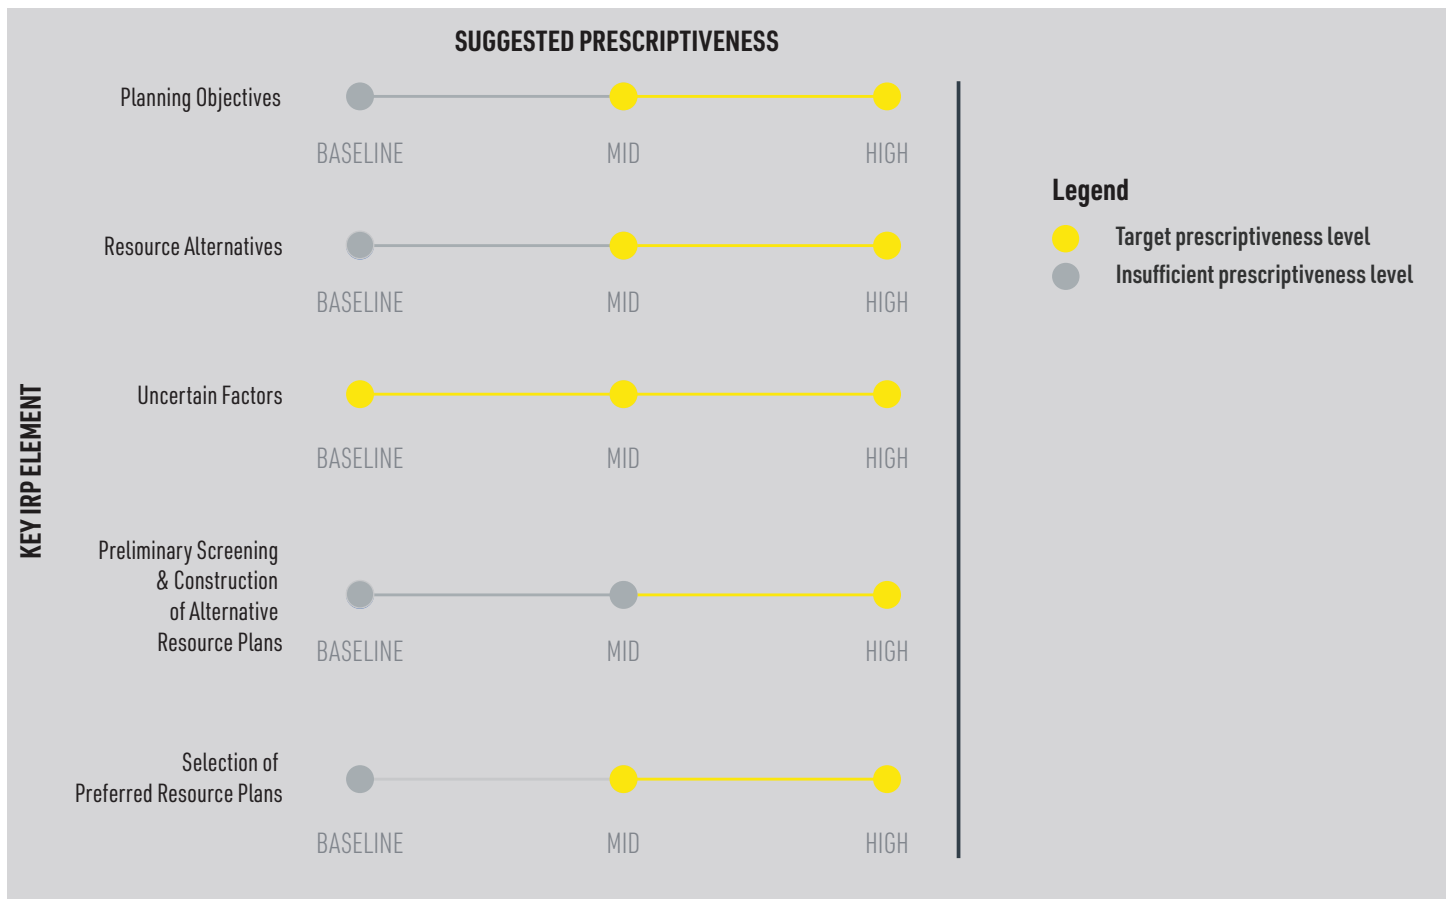 SUGGESTED PRESCRIPTIVENESS
KEY IRP ELEMENT
Planning Objectives
BASELINE MID HIGH
Resource Alternatives
BASELINE MID HIGH
Uncertain Factors
BASELINE MID HIGH
Preliminary Screening
& Construction
of Alternative
Resource Plans
BASELINE MID HIGH
Selection of
Preferred Resource Plans
BASELINE MID HIGH
Legend
Target prescriptiveness level
Insufficient prescriptiveness level